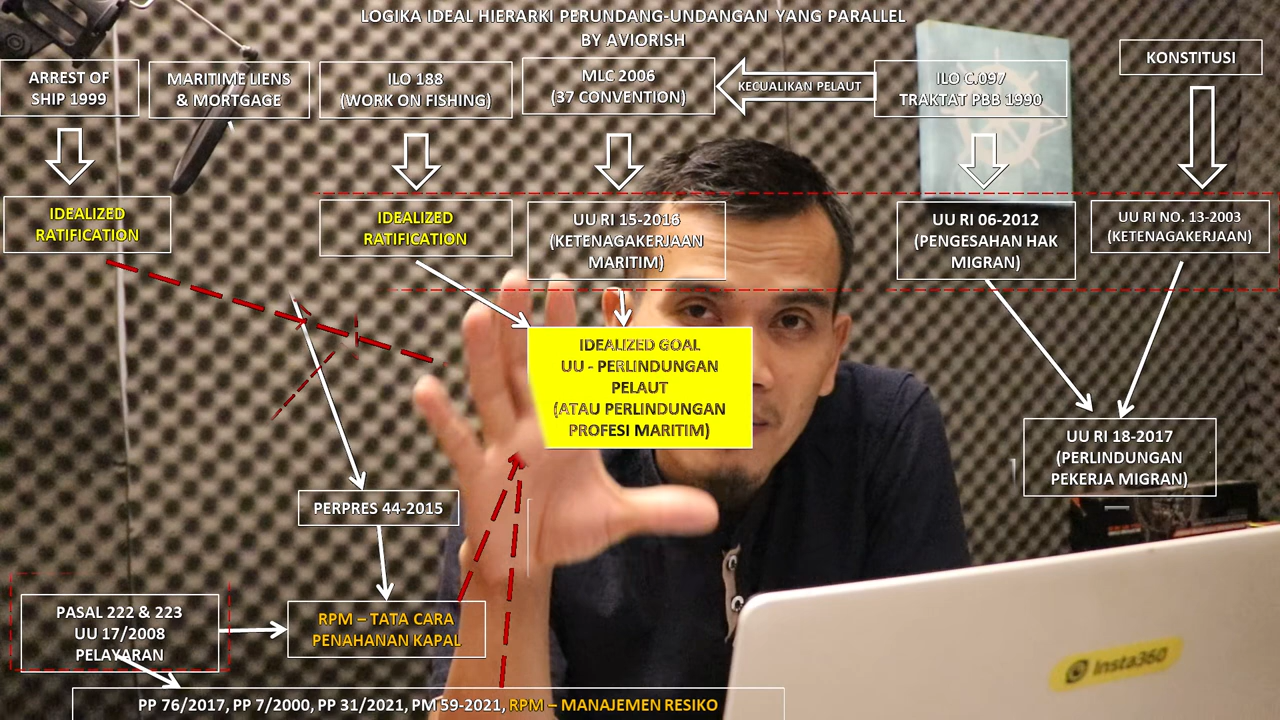 LOGIKA IDEAL HIERARKI PERUNDANG-UNDANGAN YANG PARALLEL
BY AVIORISH
ARREST OF
SHIP 1999
MARITIME LIENS
& MORTGAGE
ILO 188
(WORK ON FISHING)
MLC 2006
(37 CONVENTION)
KECUALIKAN PELAUT
ILO C.097
TRAKTAT PBB 1990
KONSTITUSI
IDEALIZED
RATIFICATION
IDEALIZED
RATIFICATION
UU RI 15-2016
(KETENAGAKERJAAN
MARITIM)
UU RI 06-2012
(PENGESAHAN HAK
MIGRAN)
UU RI NO. 13-2003
(KETENAGAKERJAAN)
IDEALIZED GOAL
UU - PERLINDUNGAN
PELAUT
(ATAU PERLINDUNGAN
PROFESI MARITIM)
UU RI 18-2017
(PERLINDUNGAN
PEKERJA MIGRAN)
PERPRES 44-2015
PASAL 222 & 223
UU 17/2008
PELAYARAN
RPM – TATA CARA
PENAHANAN KAPAL
PP 76/2017, PP 7/2000, PP 31/2021, PM 59-2021, RPM – MANAJEMEN RESIKO
Insta360